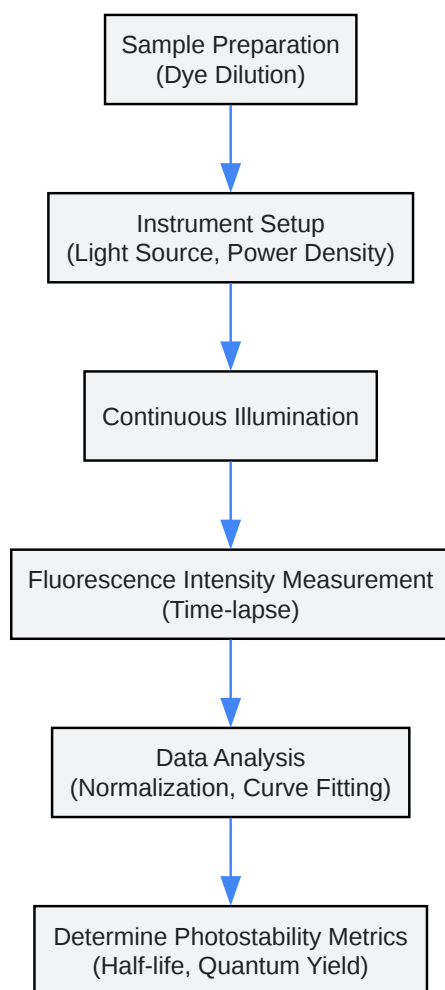 Sample Preparation
(Dye Dilution)
Instrument Setup
(Light Source, Power Density)
Continuous Illumination
Fluorescence Intensity Measurement
(Time-lapse)
Data Analysis
(Normalization, Curve Fitting)
Determine Photostability Metrics
(Half-life, Quantum Yield)